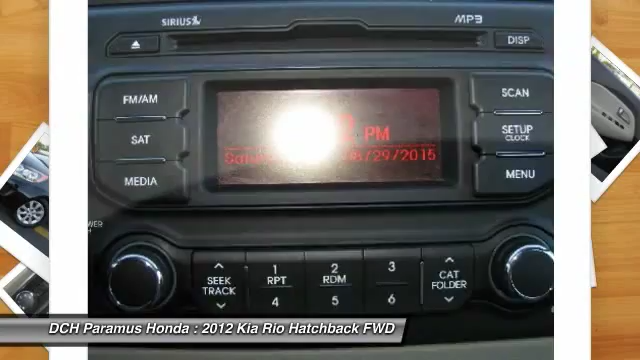 SIRIUS
MP3
DISP
FM/AM
SCAN
PM
SAT
SETUP
CLOCK
/29/2015
MEDIA
MENU
SEEK
TRACK
1
RPT
4
2
RDM
5
3
6
CAT
FOLDER
DCH Paramus Honda : 2012 Kia Rio Hatchback FWD